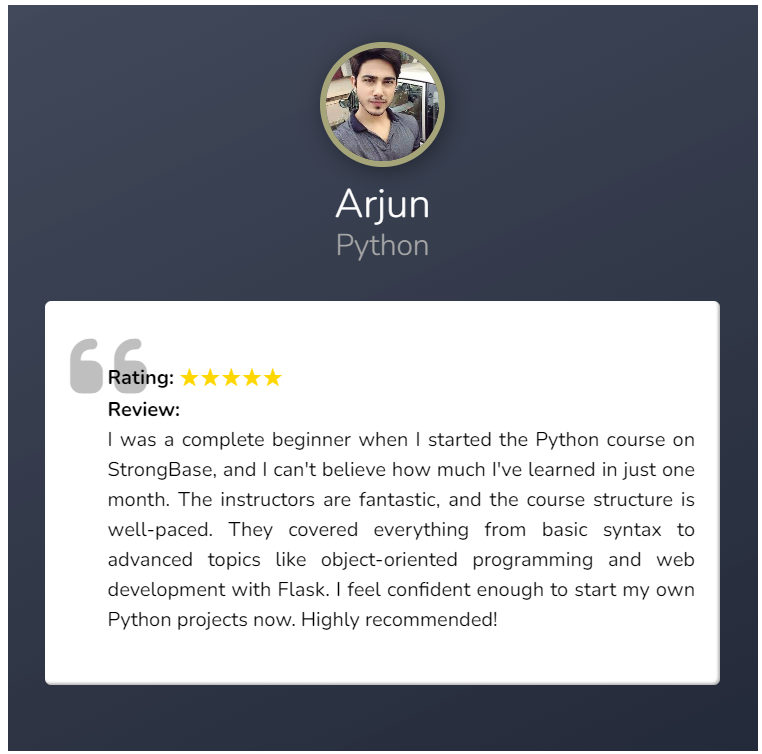 Arjun
Python
Rating: ★★★★★
Review:
I was a complete beginner when I started the Python course on
StrongBase, and I can't believe how much I've learned in just one
month. The instructors are fantastic, and the course structure is
well-paced. They covered everything from basic syntax to
advanced topics like object-oriented programming and web
development with Flask. I feel confident enough to start my own
Python projects now. Highly recommended!